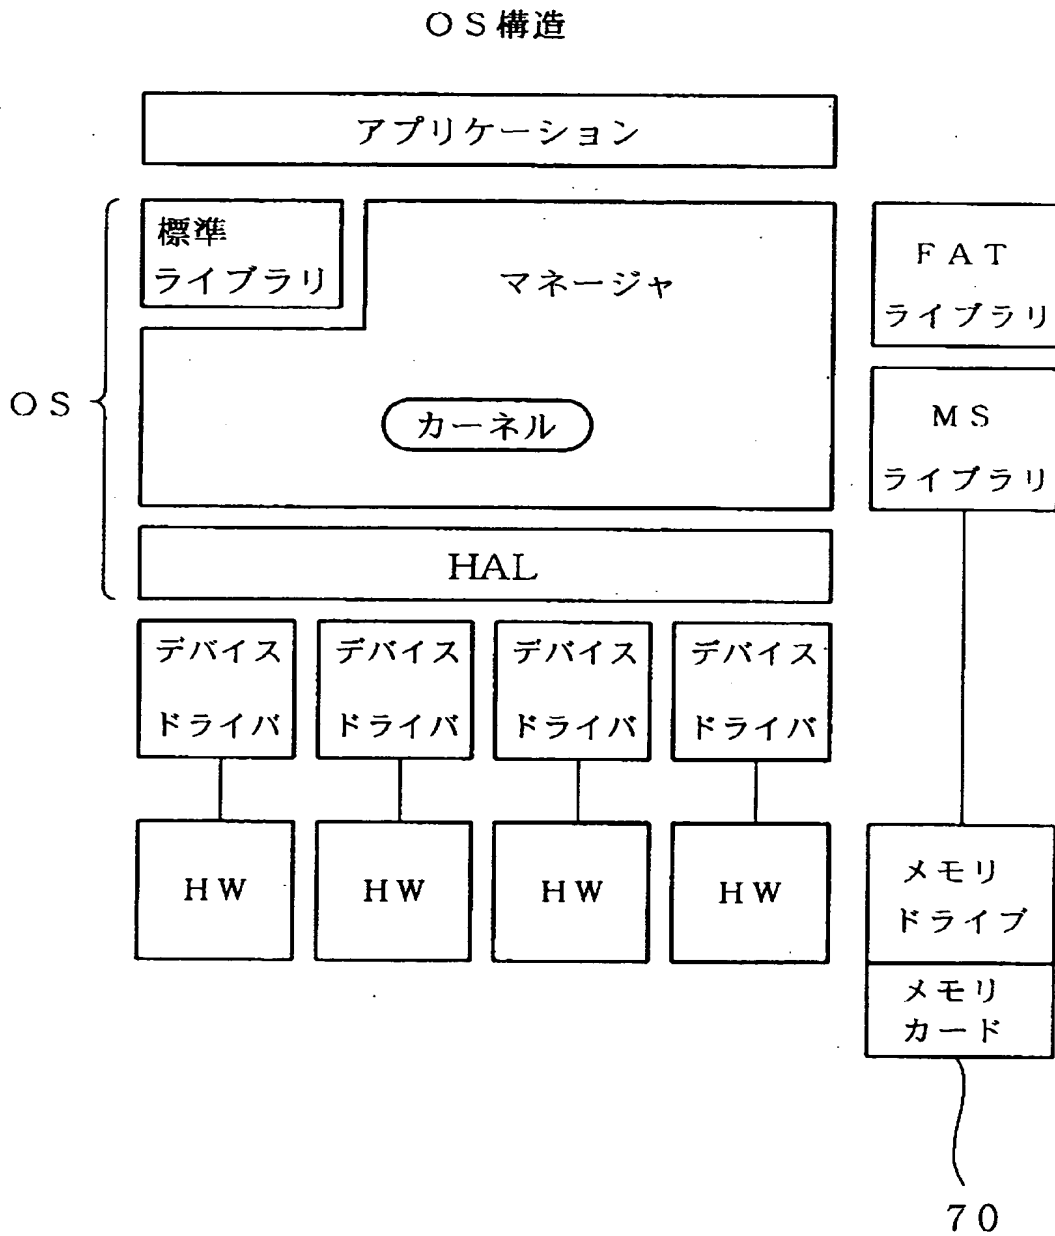 OS構造
アプリケーション
標準
ライブラリ
マネージャ
カーネル
OS
HAL
FAT
ライブラリ
MS
ライブラリ
デバイス
ドライバ
デバイス
ドライバ
デバイス
ドライバ
デバイス
ドライバ
HW
HW
HW
HW
メモリ
ドライブ
メモリ
カード
70